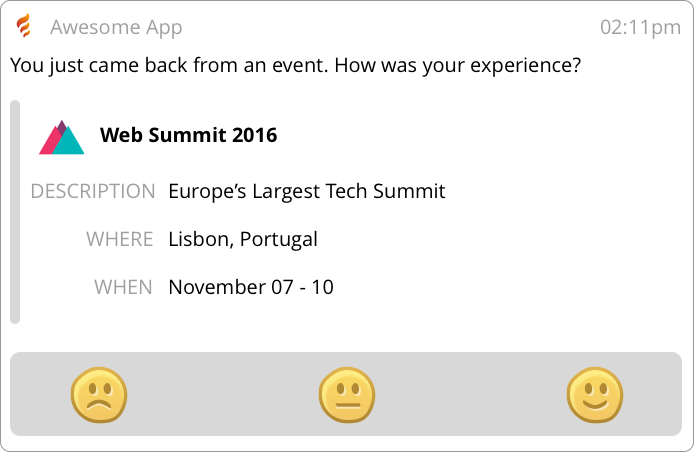 Awesome App 02:11pm
You just came back from an event. How was your experience?
Web Summit 2016
DESCRIPTION Europe’s Largest Tech Summit
WHERE Lisbon, Portugal
WHEN November 07 - 10